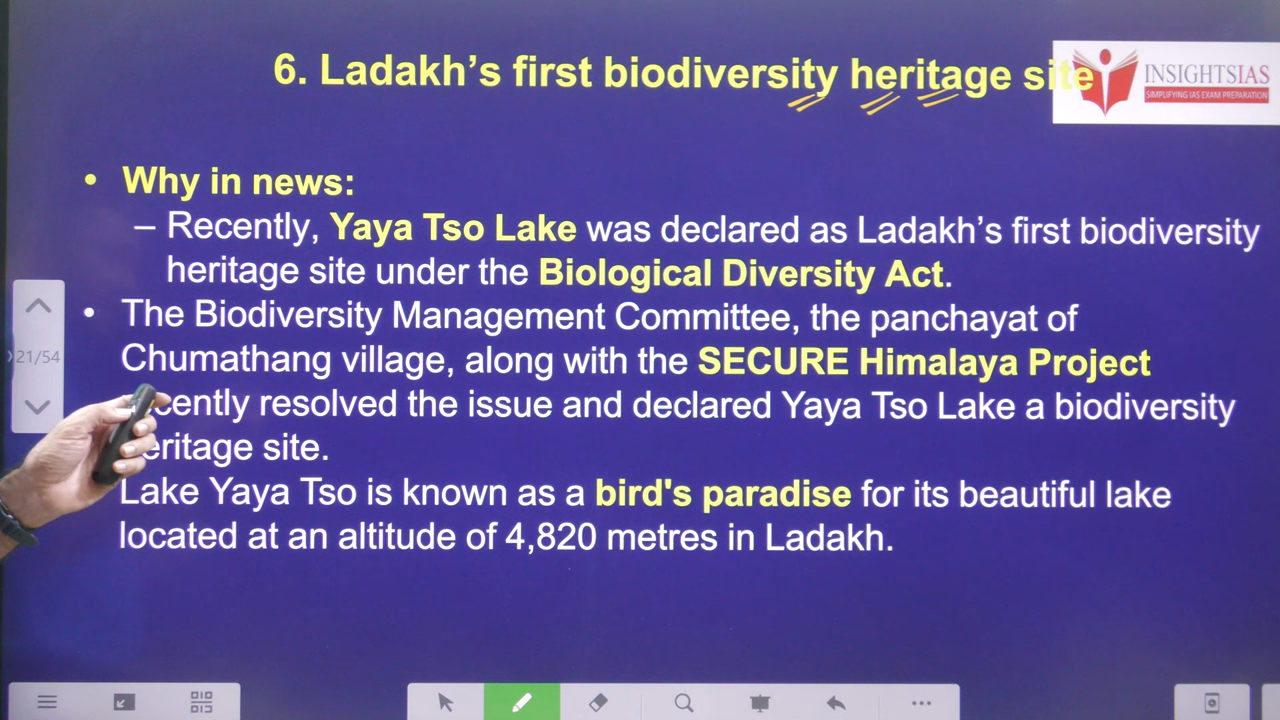 6. Ladakh's first biodiversity heritage site
INSIGHTSIAS
SIMPLIFYING IAS EXAM PREPARATION
• Why in news:
– Recently, Yaya Tso Lake was declared as Ladakh's first biodiversity
heritage site under the Biological Diversity Act.
• The Biodiversity Management Committee, the panchayat of
Chumathang village, along with the SECURE Himalaya Project
21/54
recently resolved the issue and declared Yaya Tso Lake a biodiversity
heritage site.
Lake Yaya Tso is known as a bird's paradise for its beautiful lake
located at an altitude of 4,820 metres in Ladakh.